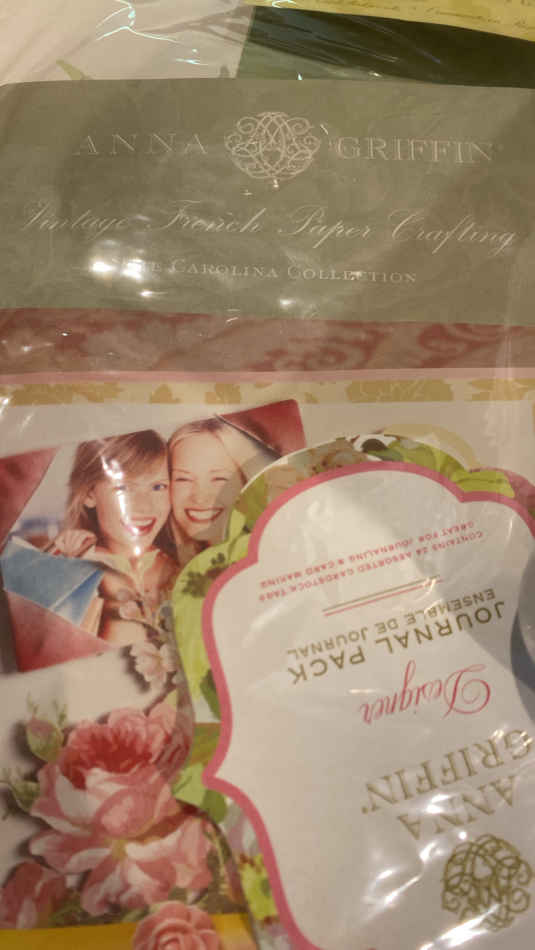 ANNA GRIFFIN
Vintage French Paper Crafting
CAROLINA COLLECTION
ANNA
GRIFFIN
Designer
JOURNAL PACK
ENSEMBLE DE JOURNAL
CONTAINS 24 ASSORTED CARDSTOCK TAGS
GREAT FOR JOURNALING & CARD MAKING